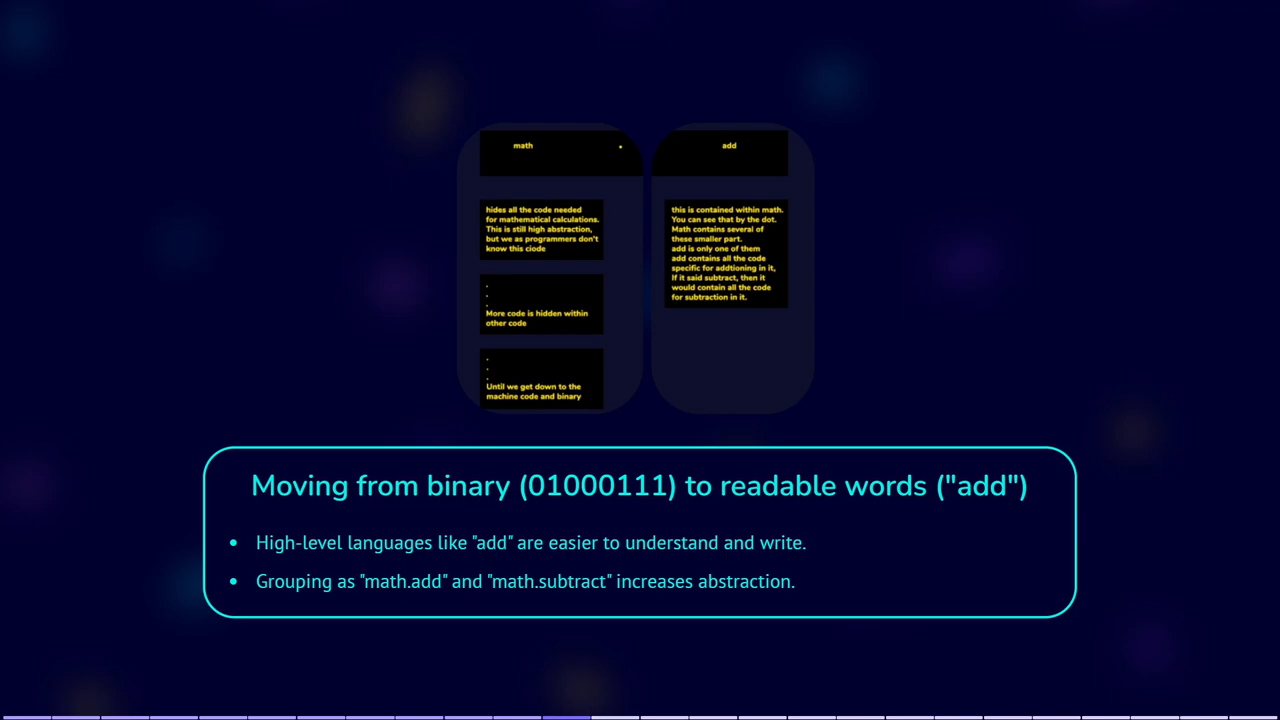 math .
hides all the code needed
for mathematical calculations.
This is still high abstraction,
but we as programmers don't
know this ciode
.
.
.
More code is hidden within
other code
.
.
.
Until we get down to the
machine code and binary
add
this is contained within math.
You can see that by the dot.
Math contains several of
these smaller part.
add is only one of them
add contains all the code
specific for addtioning in it,
If it said subtract, then it
would contain all the code
for subtraction in it.
Moving from binary (01000111) to readable words ("add")
• High-level languages like "add" are easier to understand and write.
• Grouping as "math.add" and "math.subtract" increases abstraction.